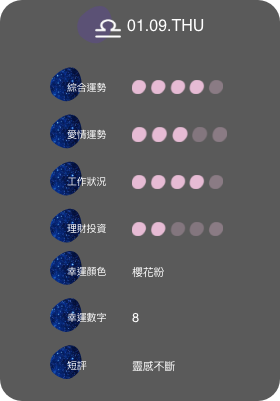 ♎ 01.09.THU
綜合運勢
愛情運勢
工作狀況
理財投資
幸運顏色 櫻花粉
幸運數字 8
短評 靈感不斷